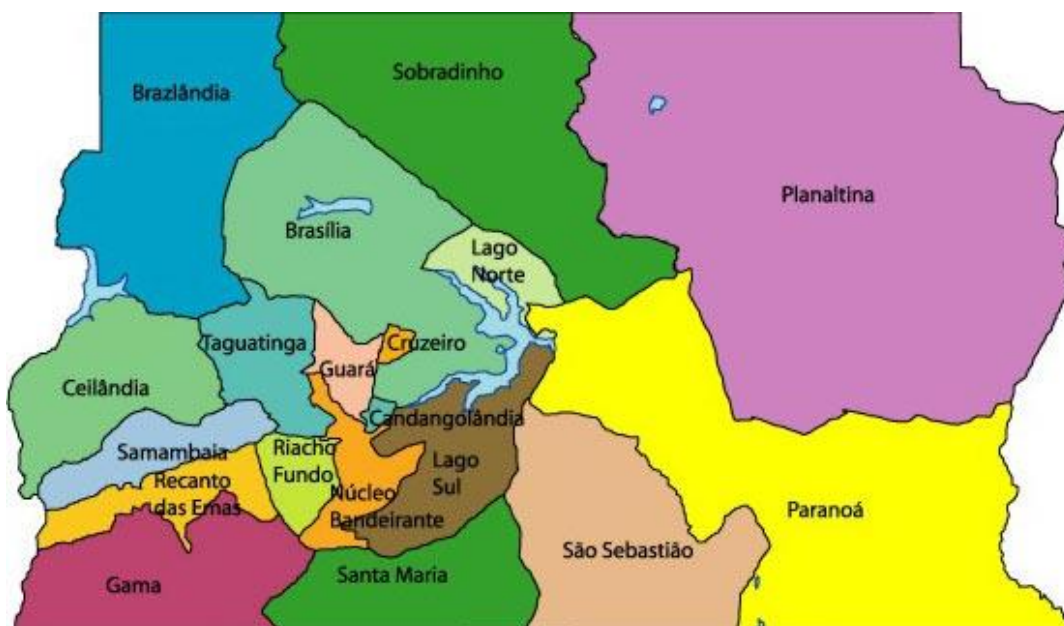 Sobradinho
Brazlândia
Planaltina
Brasília
Lago
Norte
Taguatinga
Cruzeiro
Guará
Ceilândia
Candangolândia
Samambaia
Riacho
Fundo
Lago
Sul
Recanto
das Emas
Núcleo
Bandeirante
Paranoá
São Sebastião
Santa Maria
Gama